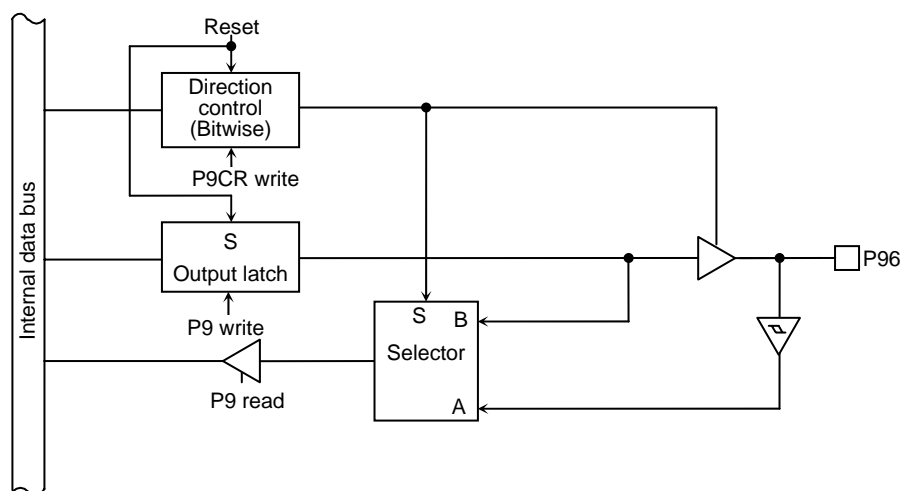 Reset
Direction
control
(Bitwise)
P9CR write
Internal data bus
S
Output latch
P9 write
P96
S
B
Selector
A
P9 read